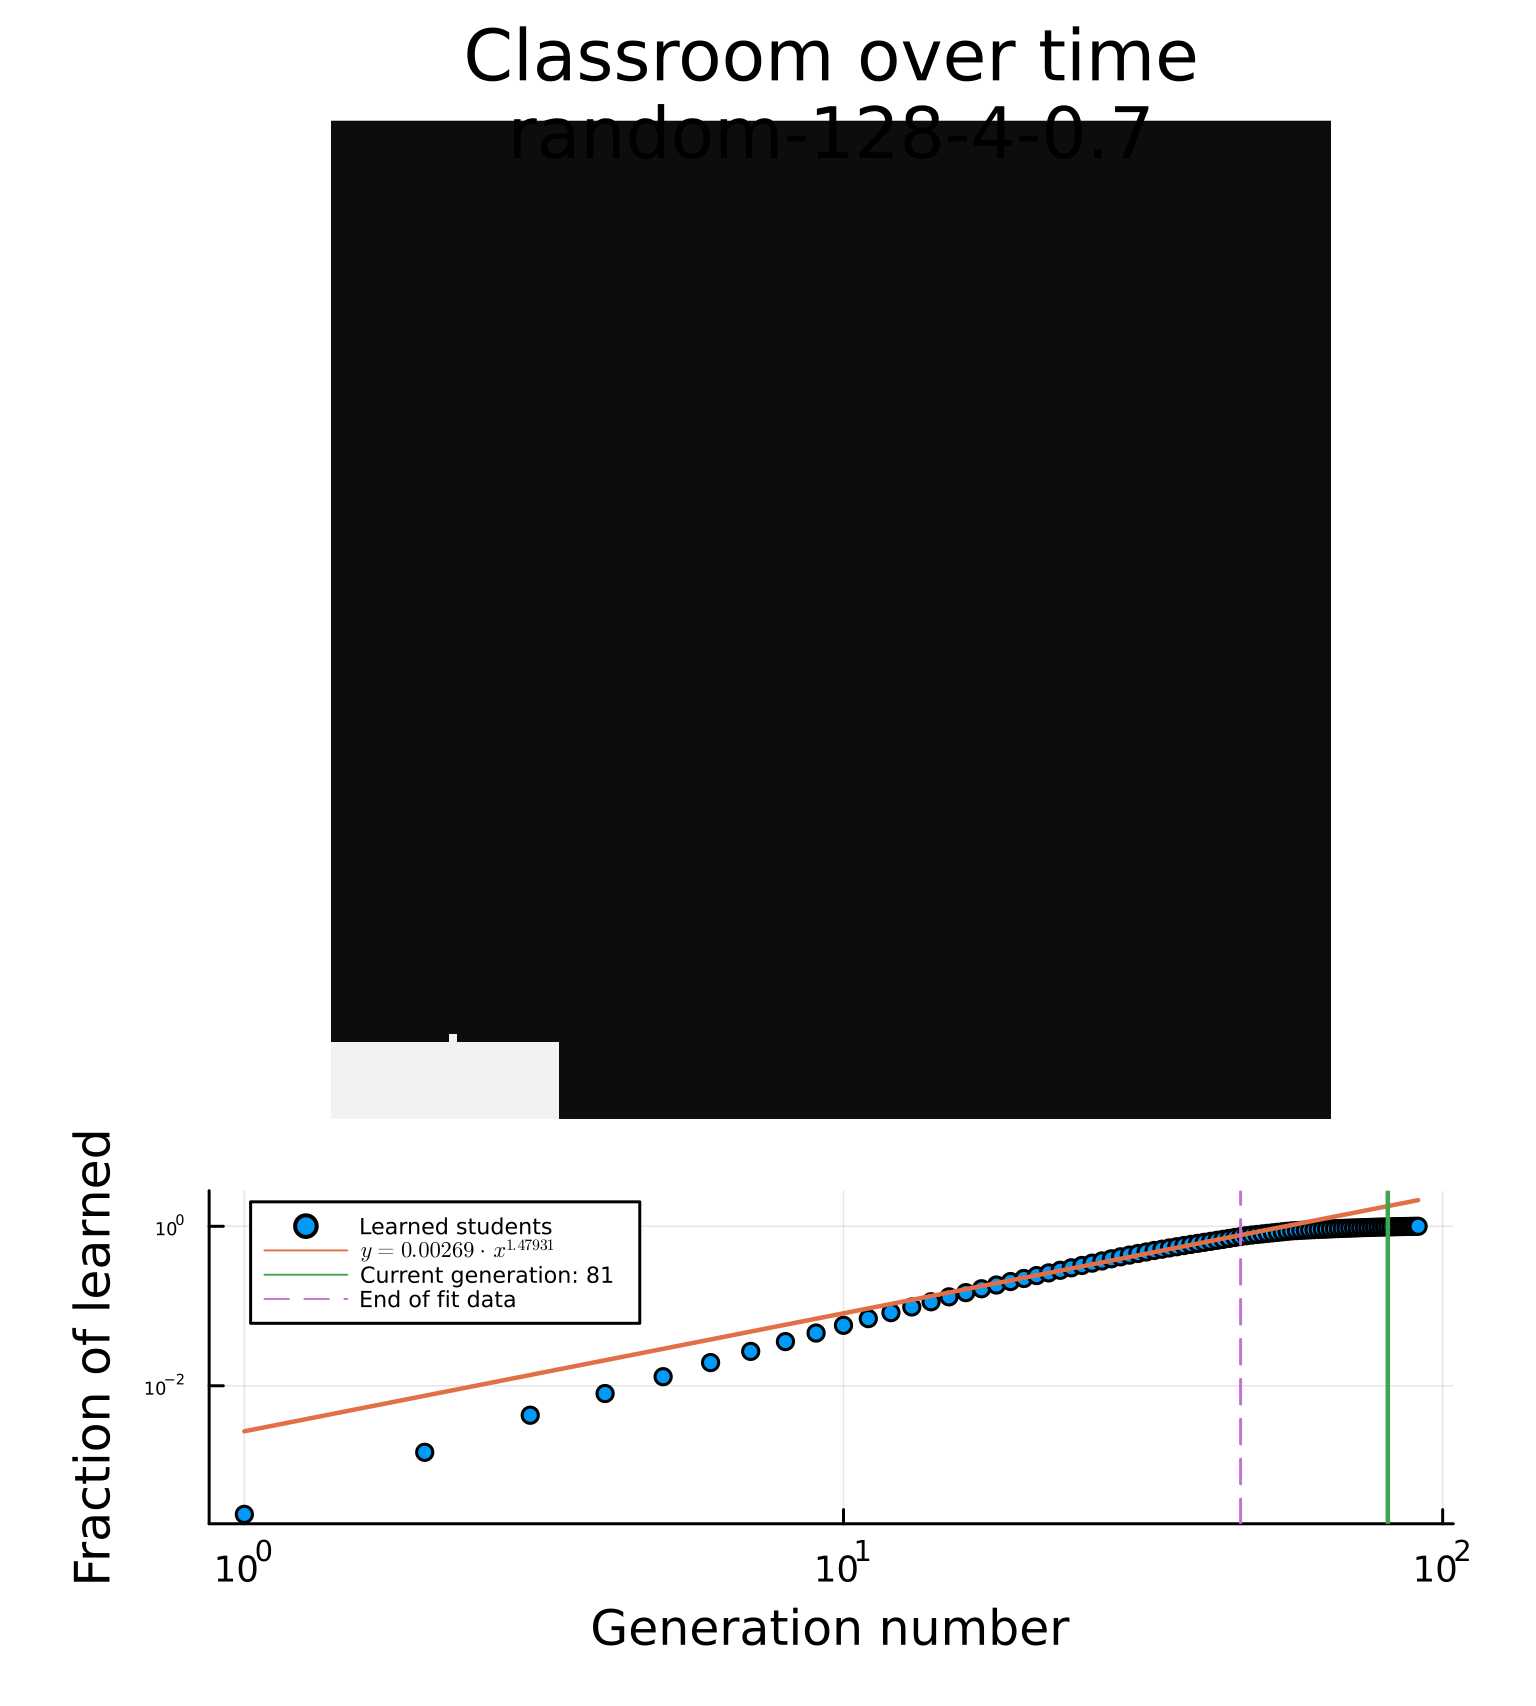 Classroom over time
random-128-4-0.7
Fraction of learned
10⁰
10⁻²
Learned students
y = 0.00269 · x^1.47931
Current generation: 81
End of fit data
10⁰ 10¹ 10²
Generation number